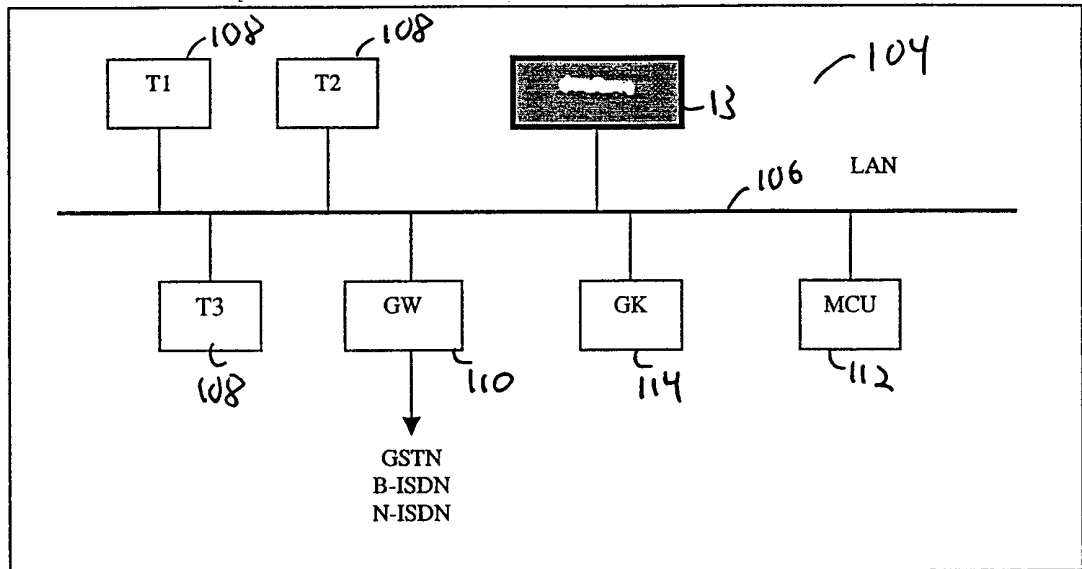 108
108
104
T1
T2
13
106
LAN
T3
GW
GK
MCU
108
110
114
112
GSTN
B-ISDN
N-ISDN